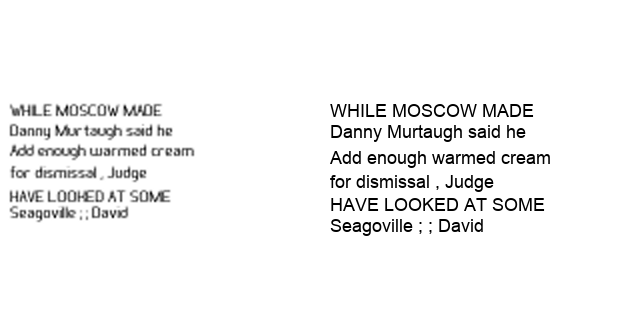 WHILE MOSCOW MADE
Danny Murtaugh said he
Add enough warmed cream
for dismissal , Judge
HAVE LOOKED AT SOME
Seagoville ; ; David
WHILE MOSCOW MADE
Danny Murtaugh said he
Add enough warmed cream
for dismissal , Judge
HAVE LOOKED AT SOME
Seagoville ; ; David